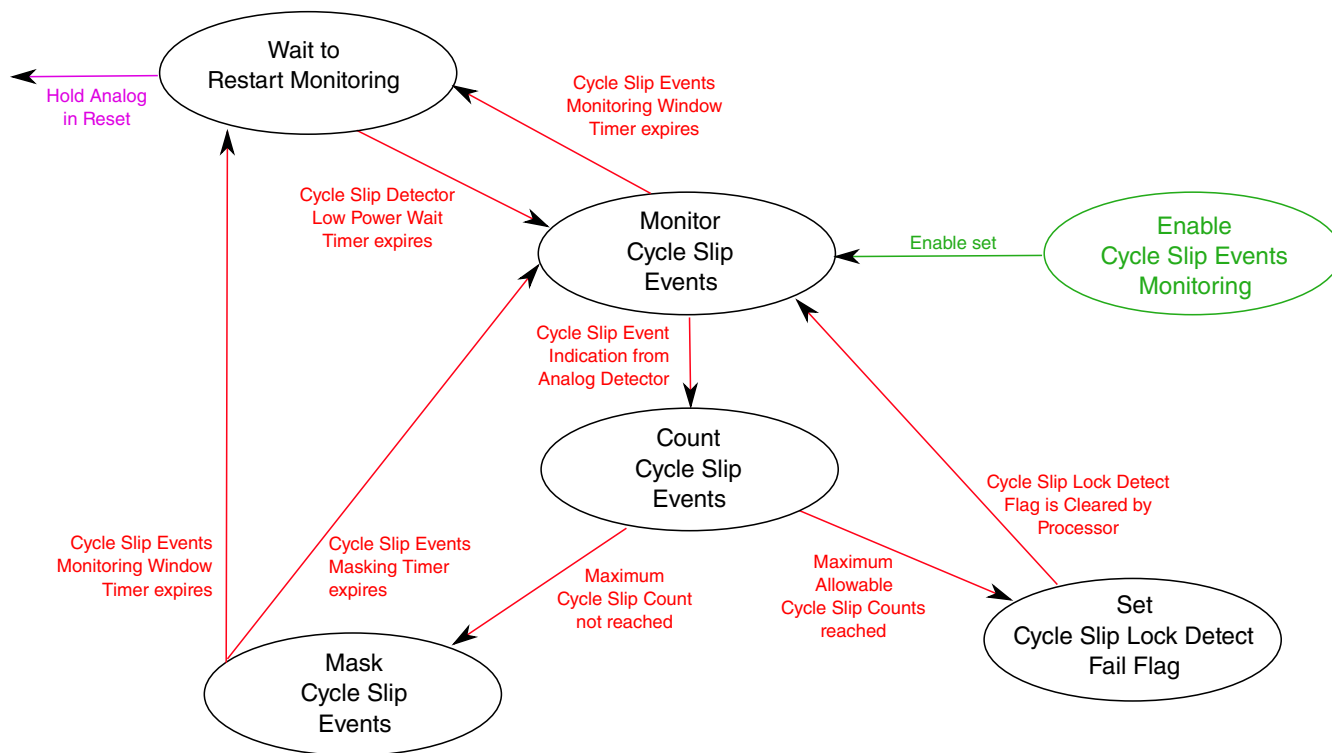 Wait to
Restart Monitoring
Hold Analog
in Reset
Cycle Slip Events
Monitoring Window
Timer expires
Cycle Slip Detector
Low Power Wait
Timer expires
Monitor
Cycle Slip
Events
Enable set
Enable
Cycle Slip Events
Monitoring
Cycle Slip Event
Indication from
Analog Detector
Count
Cycle Slip
Events
Cycle Slip Lock Detect
Flag is Cleared by
Processor
Cycle Slip Events
Monitoring Window
Timer expires
Cycle Slip Events
Masking Timer
expires
Maximum
Cycle Slip Count
not reached
Maximum
Allowable
Cycle Slip Counts
reached
Set
Cycle Slip Lock Detect
Fail Flag
Mask
Cycle Slip
Events